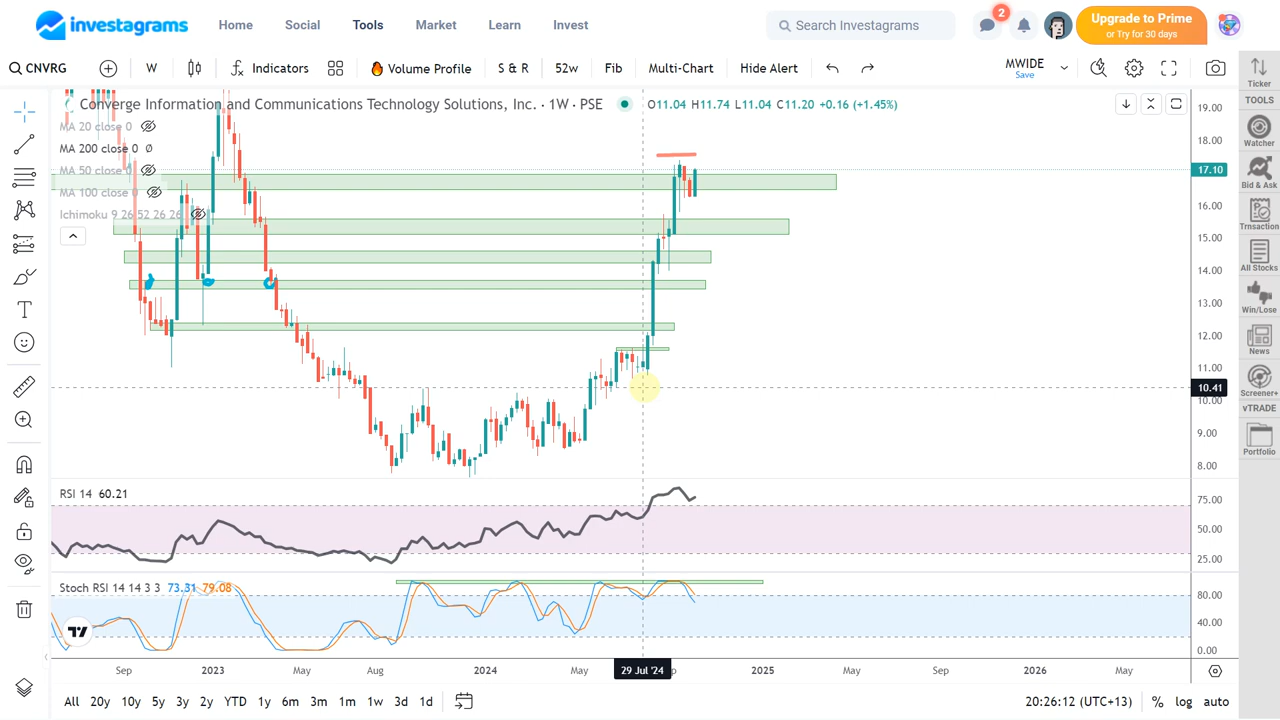 investagrams Home Social Tools Market Learn Invest Search Investagrams 2 Upgrade to Prime
or Try for 30 days
CNVRG W Indicators Volume Profile S & R 52w Fib Multi-Chart Hide Alert MWIDE
Save
Ticker
TOOLS
Watcher
Bid & Ask
Trnsaction
All Stocks
Win/Lose
News
Screener+
vTRADE
Portfolio
Converge Information and Communications Technology Solutions, Inc. · 1W · PSE O11.04 H11.74 L11.04 C11.20 +0.16 (+1.45%)
MA 20 close 0
MA 200 close 0
MA 50 close 0
MA 100 close 0
Ichimoku 9 26 52 26 26
19.00
18.00
17.10
16.00
15.00
14.00
13.00
12.00
11.00
10.41
10.00
9.00
8.00
RSI 14 60.21
75.00
50.00
25.00
Stoch RSI 14 14 3 3 73.31 79.08
80.00
40.00
0.00
Sep 2023 May Aug 2024 May 29 Jul '24 2025 May Sep 2026 May
All 20y 10y 5y 3y 2y YTD 1y 6m 3m 1m 1w 3d 1d 20:26:12 (UTC+13) % log auto